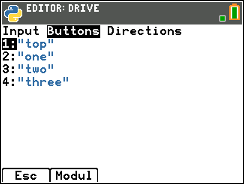 EDITOR: DRIVE
Input Buttons Directions
1:"top"
2:"one"
3:"two"
4:"three"
Esc Modul